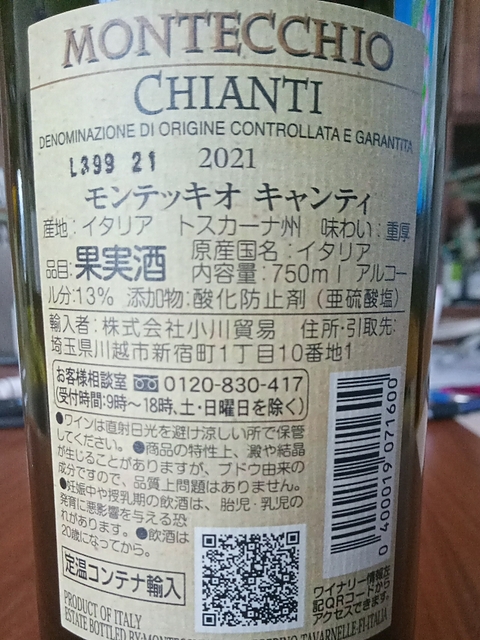 MONTECCHIO
CHIANTI
DENOMINAZIONE DI ORIGINE CONTROLLATA E GARANTITA
L399 21 2021
モンテッキオ キャンティ
産地:イタリア トスカーナ州 味わい:重厚
品目:果実酒 原産国名:イタリア
内容量:750ml アルコー
ル分:13% 添加物:酸化防止剤(亜硫酸塩)
輸入者:株式会社小川貿易 住所・引取先:
埼玉県川越市新宿町1丁目10番地1
お客様相談室 0120-830-417
(受付時間:9時~18時、土・日曜日を除く)
●ワインは直射日光を避け涼しい所で保管
してください。●商品の特性上、澱や結晶
が生じることがありますが、ブドウ由来の
成分ですので、品質上問題はありません。
●妊娠中や授乳期の飲酒は、胎児・乳児の
発育に悪影響を与える恐
れがあります。●飲酒は
20歳になってから。
定温コンテナ輸入
0 400019 071600
ワイナリー情報を
記QRコード
アクセスできます。
PRODUCT OF ITALY
ESTATE BOTTLED BY: TAVARNELLE-FI-ITALIA